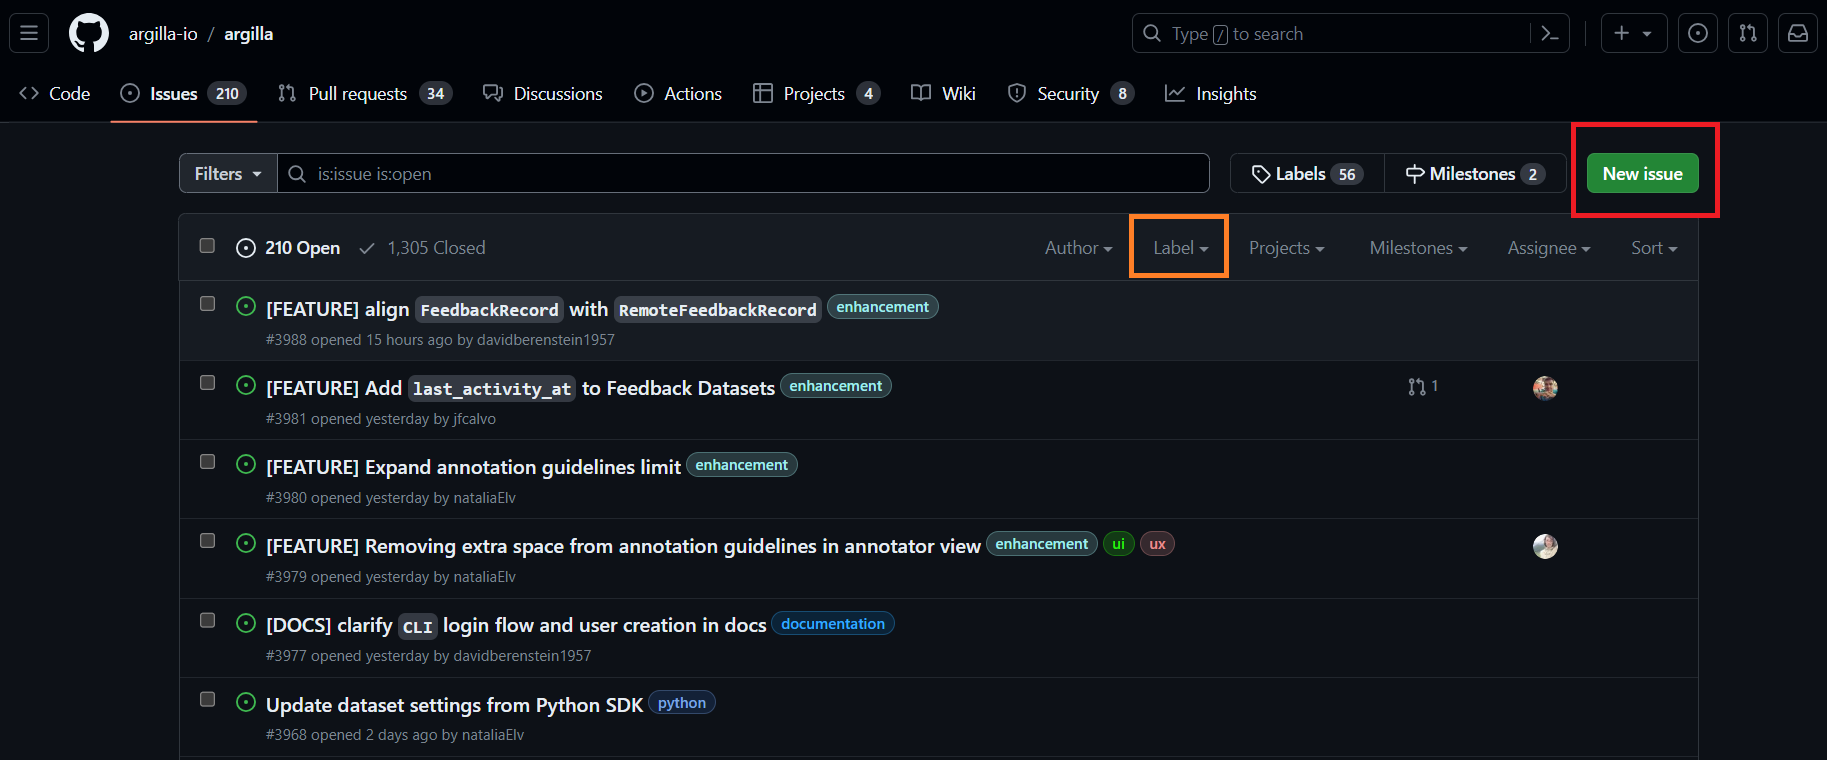 argilla-io / argilla
Type / to search
Code Issues 210 Pull requests 34 Discussions Actions Projects 4 Wiki Security 8 Insights
Filters is:issue is:open Labels 56 Milestones 2 New issue
210 Open 1,305 Closed Author Label Projects Milestones Assignee Sort
[FEATURE] align FeedbackRecord with RemoteFeedbackRecord enhancement
#3988 opened 15 hours ago by davidberenstein1957
[FEATURE] Add last_activity_at to Feedback Datasets enhancement 1
#3981 opened yesterday by jfcalvo
[FEATURE] Expand annotation guidelines limit enhancement
#3980 opened yesterday by nataliaElv
[FEATURE] Removing extra space from annotation guidelines in annotator view enhancement ui ux
#3979 opened yesterday by nataliaElv
[DOCS] clarify CLI login flow and user creation in docs documentation
#3977 opened yesterday by davidberenstein1957
Update dataset settings from Python SDK python
#3968 opened 2 days ago by nataliaElv